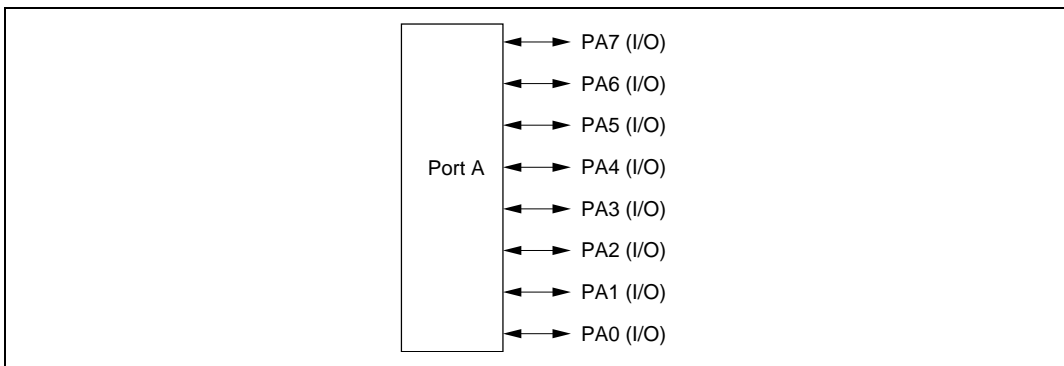 PA7 (I/O)
PA6 (I/O)
PA5 (I/O)
Port A
PA4 (I/O)
PA3 (I/O)
PA2 (I/O)
PA1 (I/O)
PA0 (I/O)